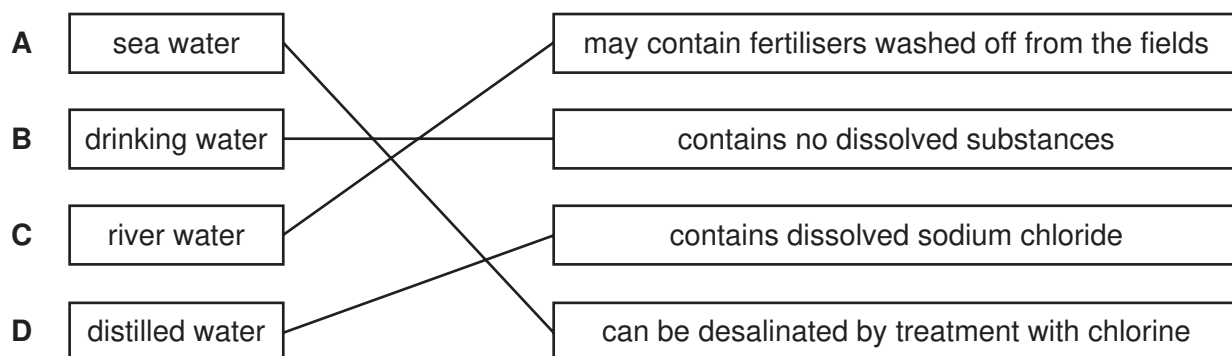 A sea water may contain fertilisers washed off from the fields
B drinking water contains no dissolved substances
C river water contains dissolved sodium chloride
D distilled water can be desalinated by treatment with chlorine